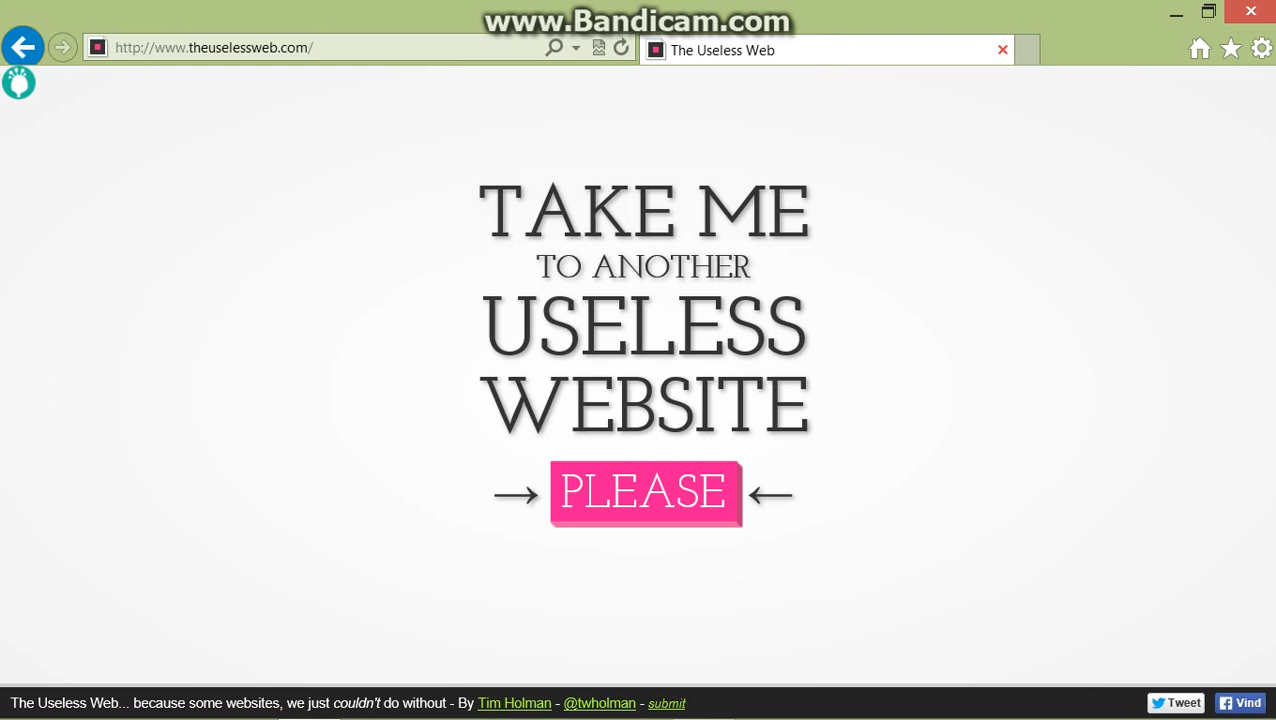 www.Bandicam.com
http://www.theuselessweb.com/
The Useless Web
TAKE ME
TO ANOTHER
USELESS
WEBSITE
→ PLEASE ←
The Useless Web... because some websites, we just couldn't do without - By Tim Holman - @twholman - submit
Tweet
Vind